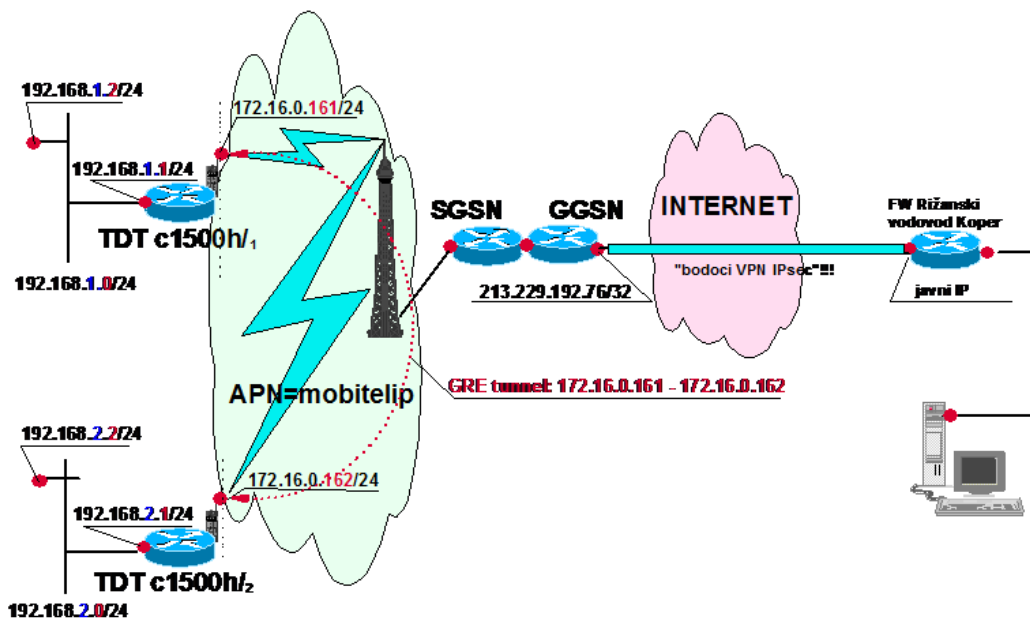 192.168.1.2/24
172.16.0.161/24
192.168.1.1/24
TDT c1500h/1
192.168.1.0/24
SGSN
GGSN
INTERNET
FW Rižanski
vodovod Koper
"bodoci VPN IPsec"!!!
213.229.192.76/32
javni IP
APN=mobitelip
GRE tunnel: 172.16.0.161 - 172.16.0.162
192.168.2.2/24
172.16.0.162/24
192.168.2.1/24
TDT c1500h/2
192.168.2.0/24